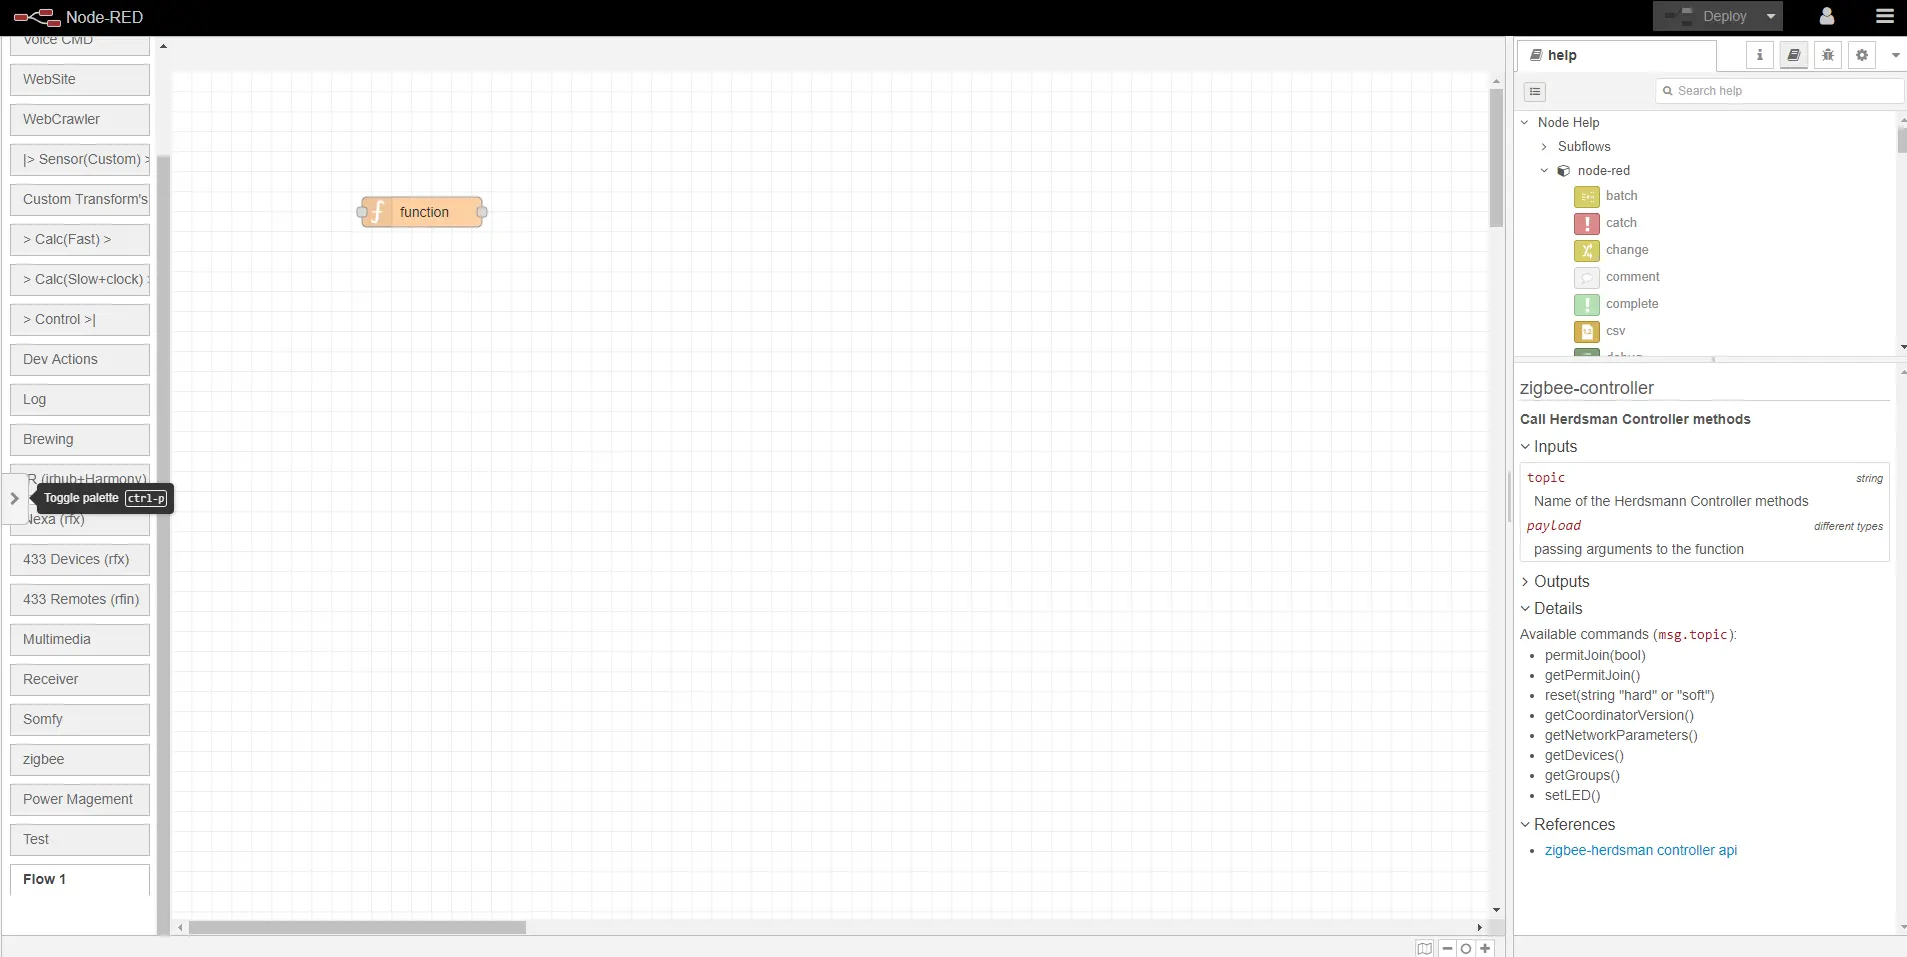 Node-RED
Deploy
Voice CMD
WebSite
WebCrawler
|> Sensor(Custom) >
Custom Transform's
> Calc(Fast) >
> Calc(Slow+clock) >
> Control >|
Dev Actions
Log
Brewing
(irhub+Harmony)
Toggle palette ctrl-p
Nexa (rfx)
433 Devices (rfx)
433 Remotes (rfin)
Multimedia
Receiver
Somfy
zigbee
Power Magement
Test
Flow 1
function
help
Search help
Node Help
Subflows
node-red
batch
catch
change
comment
complete
csv
debug
zigbee-controller
Call Herdsman Controller methods
Inputs
topic string
Name of the Herdsmann Controller methods
payload different types
passing arguments to the function
Outputs
Details
Available commands (msg.topic):
• permitJoin(bool)
• getPermitJoin()
• reset(string "hard" or "soft")
• getCoordinatorVersion()
• getNetworkParameters()
• getDevices()
• getGroups()
• setLED()
References
• zigbee-herdsman controller api